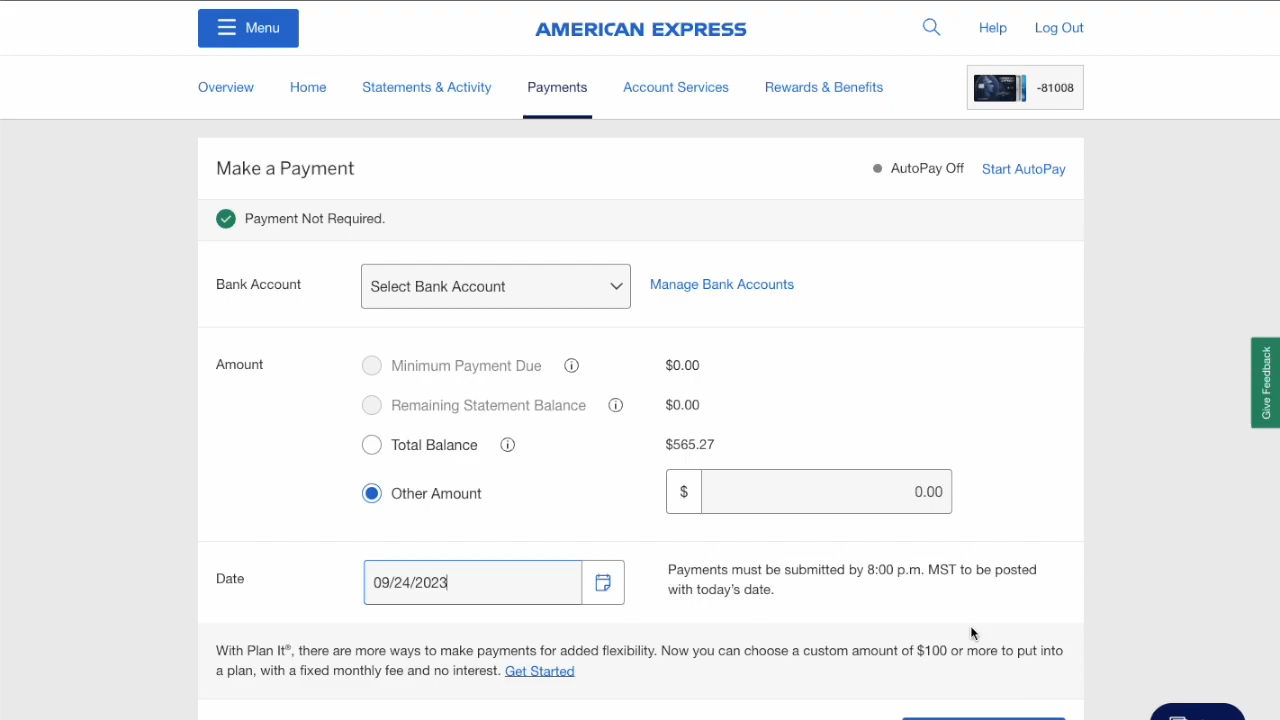 Menu
AMERICAN EXPRESS
Help
Log Out
Overview
Home
Statements & Activity
Payments
Account Services
Rewards & Benefits
-81008
Make a Payment
AutoPay Off
Start AutoPay
Payment Not Required.
Bank Account
Select Bank Account
Manage Bank Accounts
Amount
Minimum Payment Due
$0.00
Remaining Statement Balance
$0.00
Total Balance
$565.27
Other Amount
$
0.00
Date
09/24/2023
Payments must be submitted by 8:00 p.m. MST to be posted
with today's date.
With Plan It®, there are more ways to make payments for added flexibility. Now you can choose a custom amount of $100 or more to put into
a plan, with a fixed monthly fee and no interest. Get Started
Give Feedback